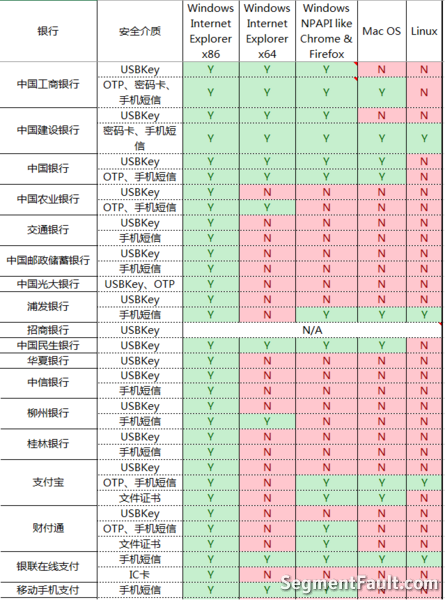 银行 安全介质 Windows Internet Explorer x86 Windows Internet Explorer x64 Windows NPAPI like Chrome & Firefox Mac OS Linux
中国工商银行 USBKey Y Y Y N N
OTP、密码卡、
手机短信 Y Y Y Y N
中国建设银行 USBKey Y Y Y N N
密码卡、手机短
信 Y Y Y Y Y
中国银行 USBKey Y Y Y Y N
OTP、手机短信 Y Y Y Y N
中国农业银行 USBKey Y N N N N
OTP、手机短信 Y Y N N N
交通银行 USBKey Y N N N N
手机短信 Y N N N N
中国邮政储蓄银行 USBKey Y N N N N
手机短信 Y N N N N
中国光大银行 USBKey、OTP Y N N N N
浦发银行 USBKey Y N N N N
手机短信 Y N Y Y Y
招商银行 USBKey N/A
中国民生银行 USBKey Y Y Y Y N
华夏银行 USBKey Y N N N N
中信银行 USBKey Y N N N N
手机短信 Y N N N N
柳州银行 USBKey Y N N N N
手机短信 Y Y N N N
桂林银行 USBKey Y N N N N
手机短信 Y N N N N
支付宝 USBKey Y N N N N
OTP、手机短信 Y N Y Y Y
文件证书 Y N Y Y N
财付通 USBKey Y N N N N
OTP、手机短信 Y N Y N N
文件证书 Y N Y N N
银联在线支付 手机短信 Y Y Y Y Y
IC卡 Y N N N N
移动手机支付 手机短信 Y Y
SegmentFault.com